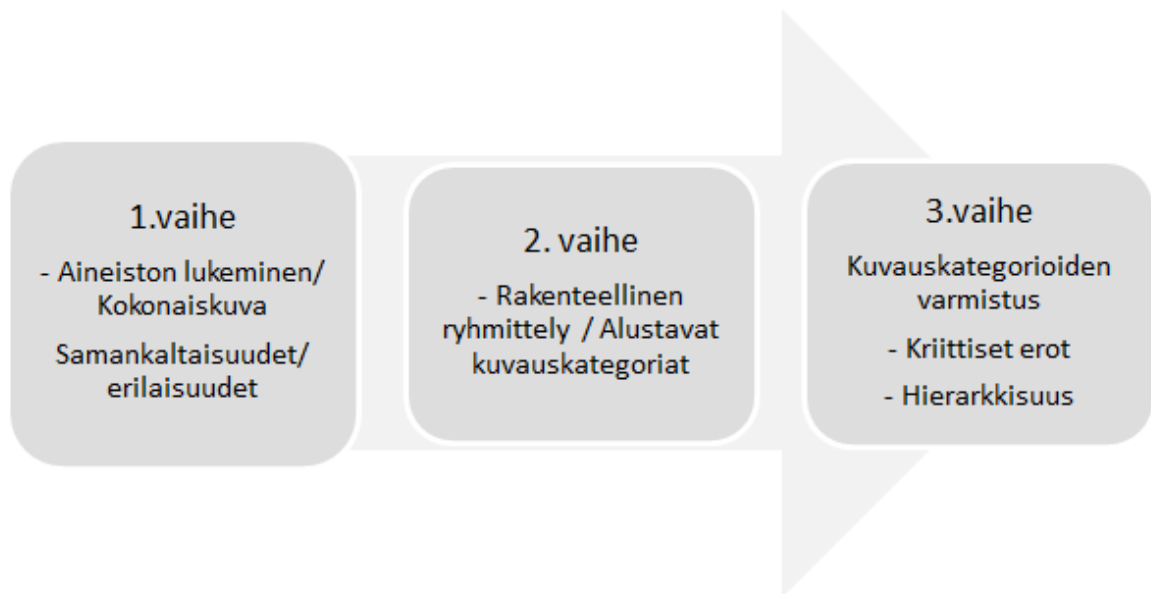 1.vaihe
- Aineiston lukeminen/
Kokonaiskuva
Samankaltaisuudet/
erilaisuudet
2. vaihe
- Rakenteellinen
ryhmittely / Alustavat
kuvauskategoriat
3.vaihe
Kuvauskategorioiden
varmistus
- Kriittiset erot
- Hierarkkisuus